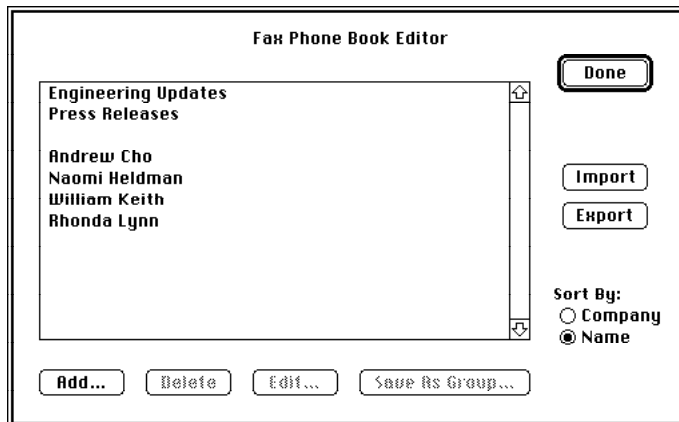 Fax Phone Book Editor
Done
Engineering Updates
Press Releases
Andrew Cho
Naomi Heldman
William Keith
Rhonda Lynn
Import
Export
Sort By:
Company
Name
Add... Delete Edit... Save As Group...